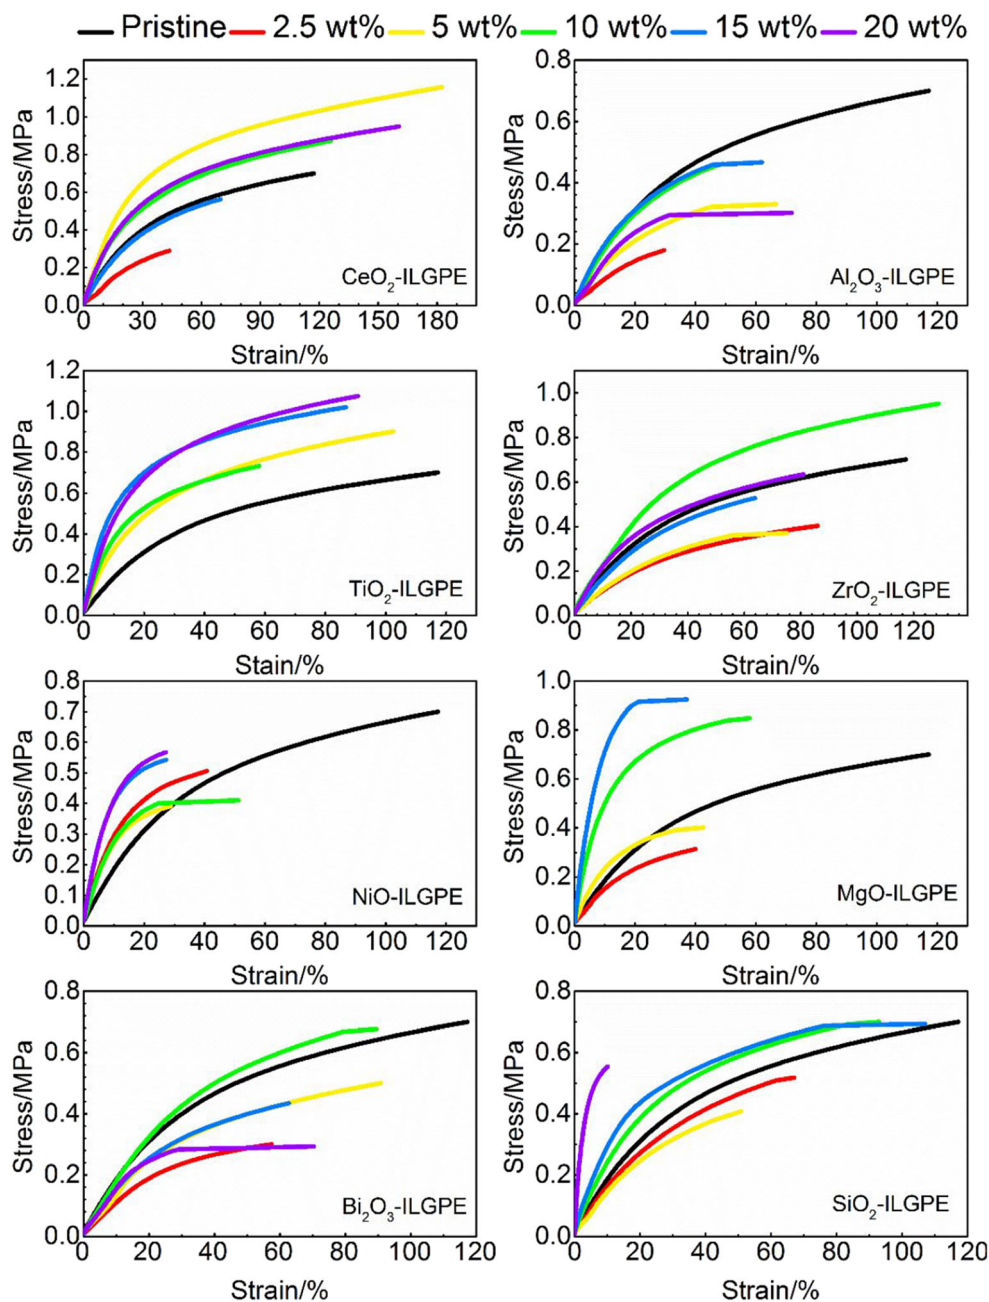 Pristine 2.5 wt% 5 wt% 10 wt% 15 wt% 20 wt%
Stress/MPa
1.2
1.0
0.8
0.6
0.4
0.2
0.0
CeO₂-ILGPE
0 30 60 90 120 150 180
Strain/%
Stess/MPa
0.8
0.6
0.4
0.2
0.0
Al₂O₃-ILGPE
0 20 40 60 80 100 120
Strain/%
Stress/MPa
1.2
1.0
0.8
0.6
0.4
0.2
0.0
TiO₂-ILGPE
0 20 40 60 80 100 120
Stain/%
Stress/MPa
1.0
0.8
0.6
0.4
0.2
0.0
ZrO₂-ILGPE
0 20 40 60 80 100 120
Strain/%
Stress/MPa
0.8
0.7
0.6
0.5
0.4
0.3
0.2
0.1
0.0
NiO-ILGPE
0 20 40 60 80 100 120
Strain/%
Stress/MPa
1.0
0.8
0.6
0.4
0.2
0.0
MgO-ILGPE
0 20 40 60 80 100 120
Strain/%
Stress/MPa
0.8
0.6
0.4
0.2
0.0
Bi₂O₃-ILGPE
0 20 40 60 80 100 120
Strain/%
Stress/MPa
0.8
0.6
0.4
0.2
0.0
SiO₂-ILGPE
0 20 40 60 80 100 120
Strain/%